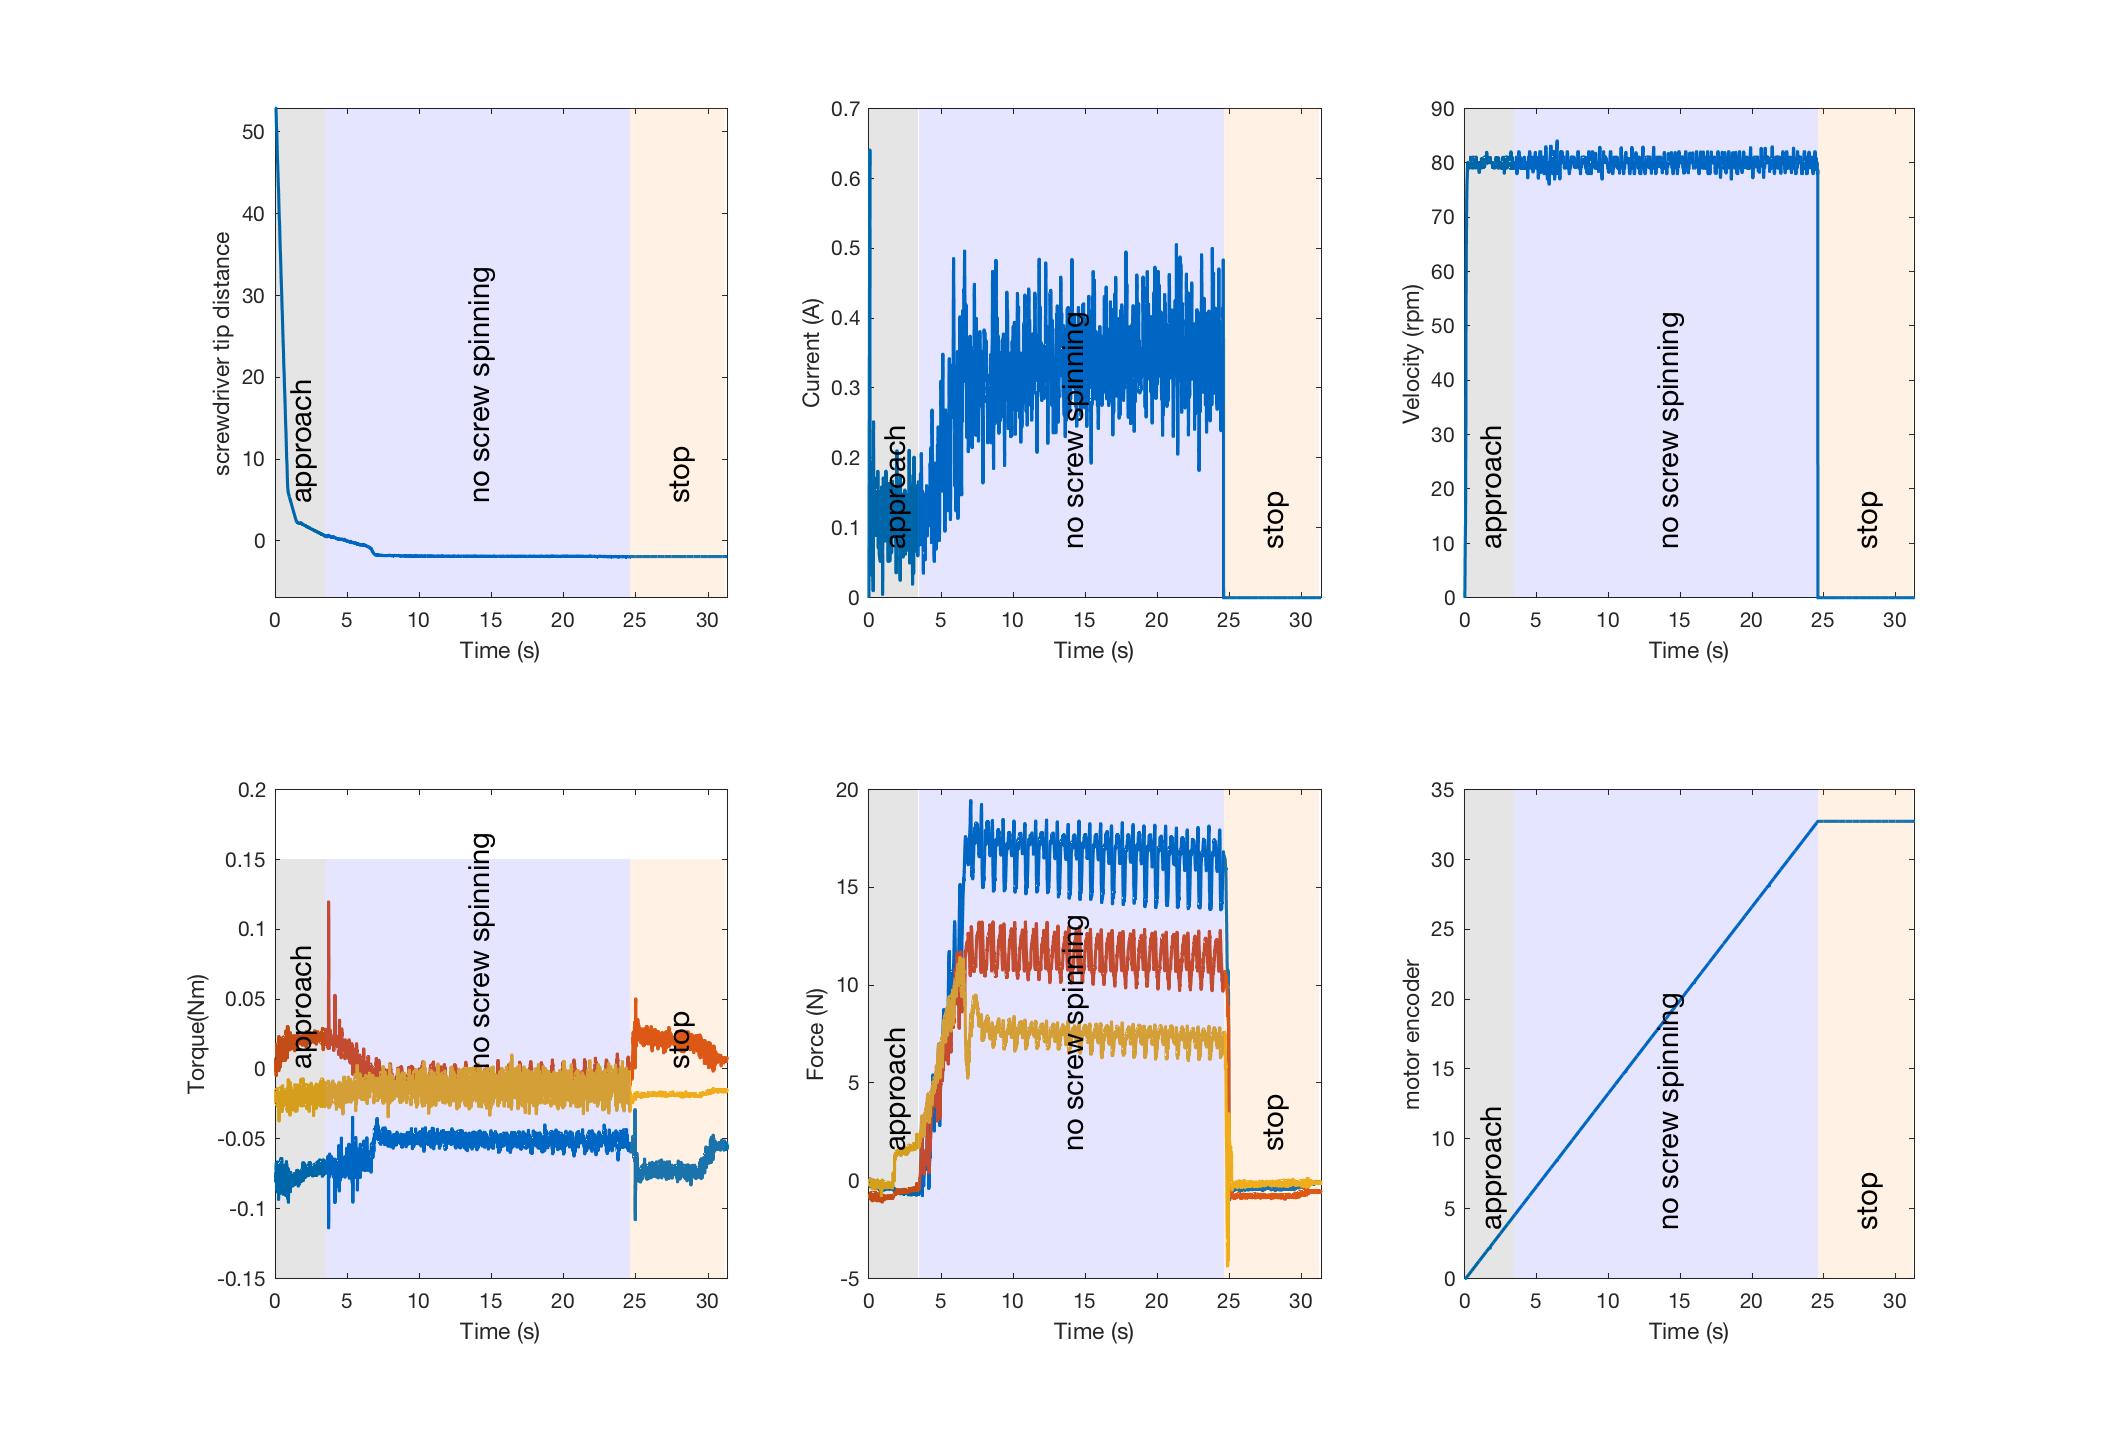 50
40
30
20
10
0
screwdriver tip distance
approach
no screw spinning
stop
0 5 10 15 20 25 30
Time (s)
0.7
0.6
0.5
0.4
0.3
0.2
0.1
0
Current (A)
approach
no screw spinning
stop
0 5 10 15 20 25 30
Time (s)
90
80
70
60
50
40
30
20
10
0
Velocity (rpm)
approach
no screw spinning
stop
0 5 10 15 20 25 30
Time (s)
0.2
0.15
0.1
0.05
0
-0.05
-0.1
-0.15
Torque(Nm)
approach
no screw spinning
stop
0 5 10 15 20 25 30
Time (s)
20
15
10
5
0
-5
Force (N)
approach
no screw spinning
stop
0 5 10 15 20 25 30
Time (s)
35
30
25
20
15
10
5
0
motor encoder
approach
no screw spinning
stop
0 5 10 15 20 25 30
Time (s)